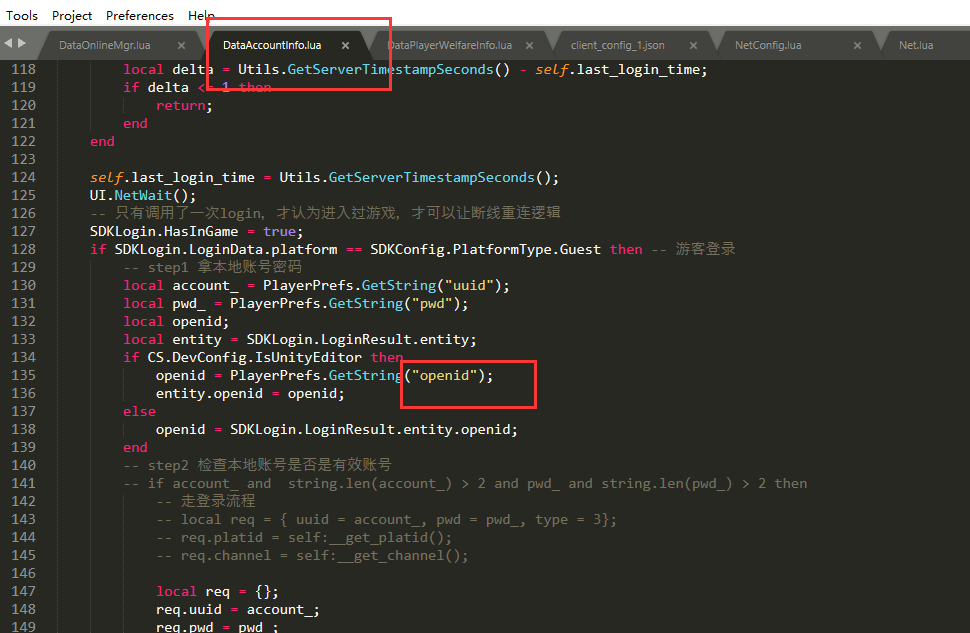 Tools Project Preferences Help
DataOnlineMgr.lua × DataAccountInfo.lua × DataPlayerWelfareInfo.lua × client_config_1.json × NetConfig.lua × Net.lua
118 local delta = Utils.GetServerTimestampSeconds() - self.last_login_time;
119 if delta <= 1 then
120 return;
121 end
122 end
123
124 self.last_login_time = Utils.GetServerTimestampSeconds();
125 UI.NetWait();
126 -- 只有调用了一次login, 才认为进入过游戏, 才可以让断线重连逻辑
127 SDKLogin.HasInGame = true;
128 if SDKLogin.LoginData.platform == SDKConfig.PlatformType.Guest then -- 游客登录
129 -- step1 拿本地账号密码
130 local account_ = PlayerPrefs.GetString("uuid");
131 local pwd_ = PlayerPrefs.GetString("pwd");
132 local openid;
133 local entity = SDKLogin.LoginResult.entity;
134 if CS.DevConfig.IsUnityEditor then
135 openid = PlayerPrefs.GetString("openid");
136 entity.openid = openid;
137 else
138 openid = SDKLogin.LoginResult.entity.openid;
139 end
140 -- step2 检查本地账号是否是有效账号
141 -- if account_ and  string.len(account_) > 2 and pwd_ and string.len(pwd_) > 2 then
142 -- 走登录流程
143 -- local req = { uuid = account_, pwd = pwd_, type = 3};
144 -- req.platid = self:__get_platid();
145 -- req.channel = self:__get_channel();
146
147 local req = {};
148 req.uuid = account_;
149 req.pwd = pwd_;